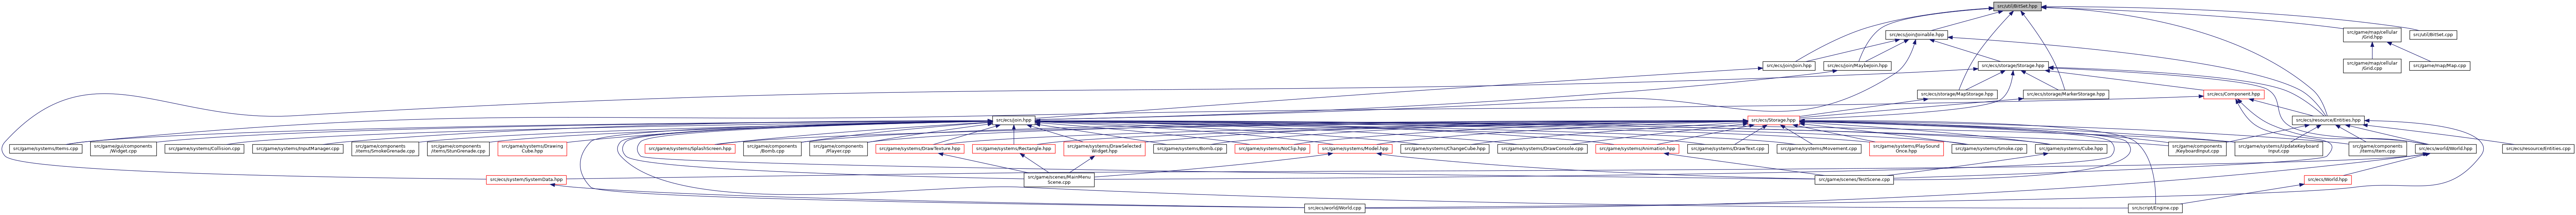 src/util/BitSet.hpp
src/ecs/join/Joinable.hpp
src/game/map/cellular
/Grid.hpp
src/util/BitSet.cpp
src/ecs/join/Join.hpp
src/ecs/join/MaybeJoin.hpp
src/ecs/storage/Storage.hpp
src/game/map/cellular
/Grid.cpp
src/game/map/Map.cpp
src/ecs/storage/MapStorage.hpp
src/ecs/storage/MarkerStorage.hpp
src/ecs/Component.hpp
src/ecs/join.hpp
src/ecs/Storage.hpp
src/ecs/resource/Entities.hpp
src/game/systems/Items.cpp
src/game/gui/components
/Widget.cpp
src/game/systems/Collision.cpp
src/game/systems/InputManager.cpp
src/game/components
/items/SmokeGrenade.cpp
src/game/components
/items/StunGrenade.cpp
src/game/systems/Drawing
Cube.hpp
src/game/systems/SplashScreen.hpp
src/game/components
/Bomb.cpp
src/game/components
/Player.cpp
src/game/systems/DrawTexture.hpp
src/game/systems/Rectangle.hpp
src/game/systems/DrawSelected
Widget.hpp
src/game/systems/Bomb.cpp
src/game/systems/NoClip.hpp
src/game/systems/Model.hpp
src/game/systems/ChangeCube.hpp
src/game/systems/DrawConsole.cpp
src/game/systems/Animation.hpp
src/game/systems/DrawText.cpp
src/game/systems/Movement.cpp
src/game/systems/PlaySound
Once.hpp
src/game/systems/Smoke.cpp
src/game/systems/Cube.hpp
src/game/components
/KeyboardInput.cpp
src/game/systems/UpdateKeyboard
Input.cpp
src/game/components
/items/Item.cpp
src/ecs/world/World.hpp
src/ecs/resource/Entities.cpp
src/ecs/system/SystemData.hpp
src/game/scenes/MainMenu
Scene.cpp
src/game/scenes/TestScene.cpp
src/ecs/World.hpp
src/ecs/world/World.cpp
src/script/Engine.cpp